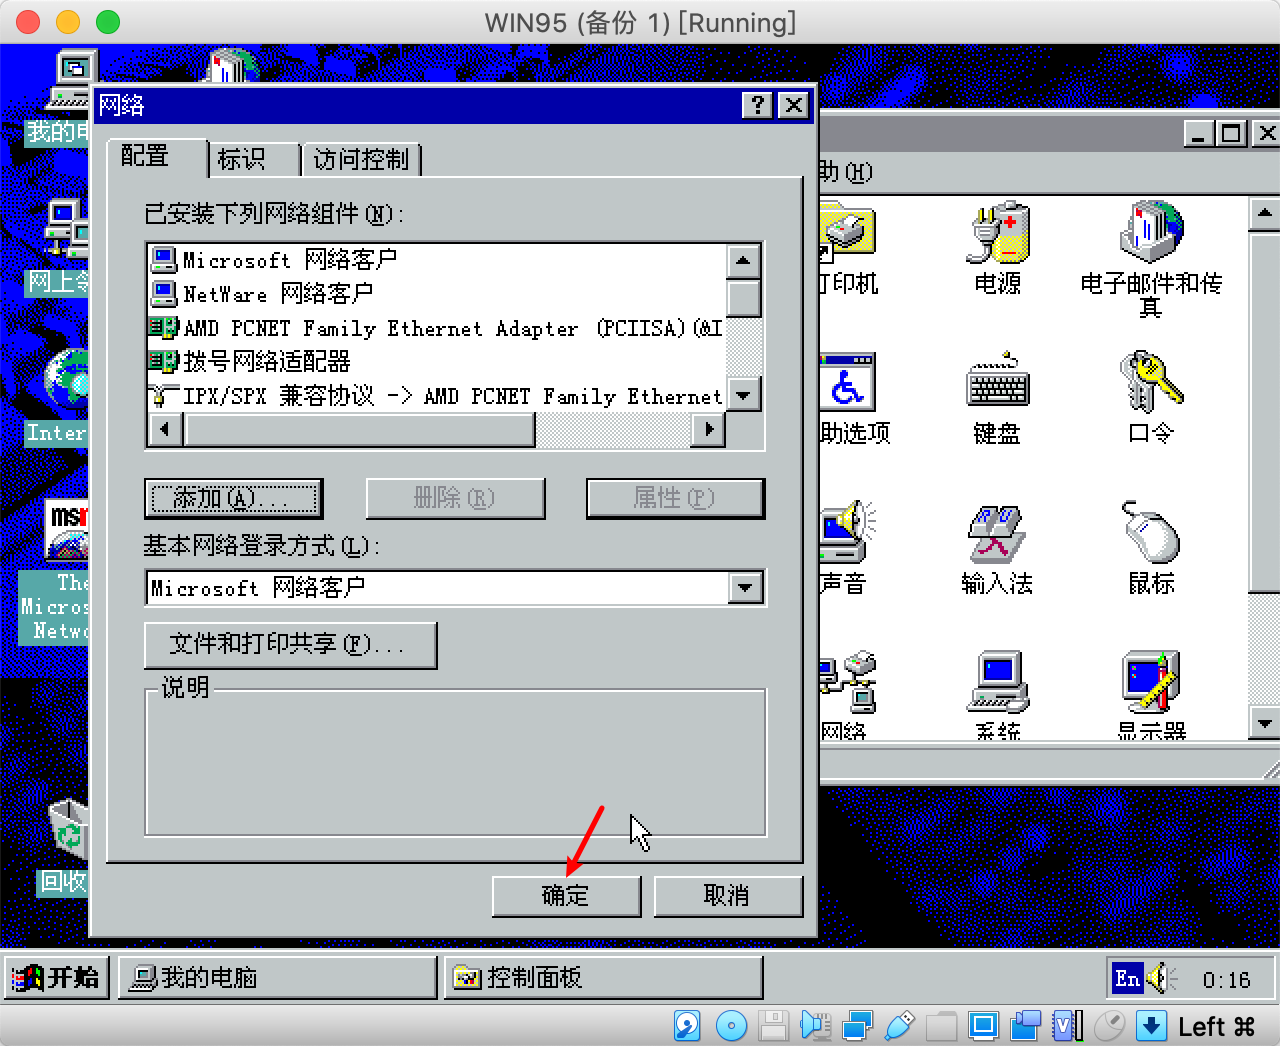 WIN95 (备份 1) [Running]
网络
配置
标识
访问控制
已安装下列网络组件(N):
Microsoft 网络客户
NetWare 网络客户
AMD PCNET Family Ethernet Adapter (PCIISA)(&I
拨号网络适配器
IPX/SPX 兼容协议 -> AMD PCNET Family Ethernet
添加(A)...
删除(R)
属性(P)
基本网络登录方式(L):
Microsoft 网络客户
文件和打印共享(F)...
说明
确定
取消
我的电
网上邻
Inter
msn
The
Micros
Netwo
回收
助(H)
打印机
电源
电子邮件和传
真
助选项
键盘
口令
声音
输入法
鼠标
网络
系统
显示器
开始
我的电脑
控制面板
En
0:16
Left ⌘